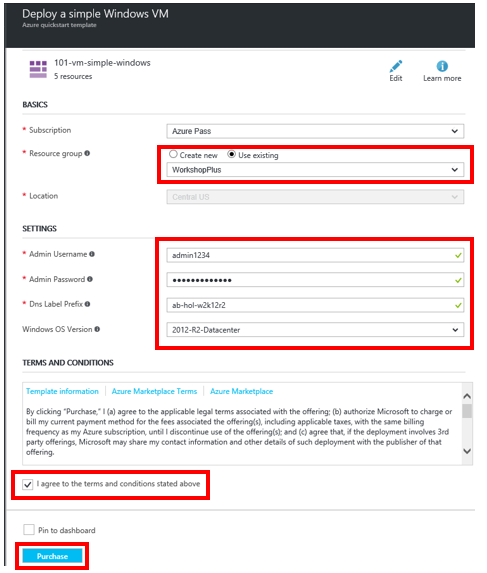 Deploy a simple Windows VM
Azure quickstart template
101-vm-simple-windows
5 resources
Edit
Learn more
BASICS
* Subscription
Azure Pass
* Resource group
Create new
Use existing
WorkshopPlus
* Location
Central US
SETTINGS
* Admin Username
admin1234
* Admin Password
•••••••••••••
* Dns Label Prefix
ab-hol-w2k12r2
Windows OS Version
2012-R2-Datacenter
TERMS AND CONDITIONS
Template information | Azure Marketplace Terms | Azure Marketplace
By clicking "Purchase," I (a) agree to the applicable legal terms associated with the offering; (b) authorize Microsoft to charge or
bill my current payment method for the fees associated the offering(s), including applicable taxes, with the same billing
frequency as my Azure subscription, until I discontinue use of the offering(s); and (c) agree that, if the deployment involves 3rd
party offerings, Microsoft may share my contact information and other details of such deployment with the publisher of that
offering.
I agree to the terms and conditions stated above
Pin to dashboard
Purchase